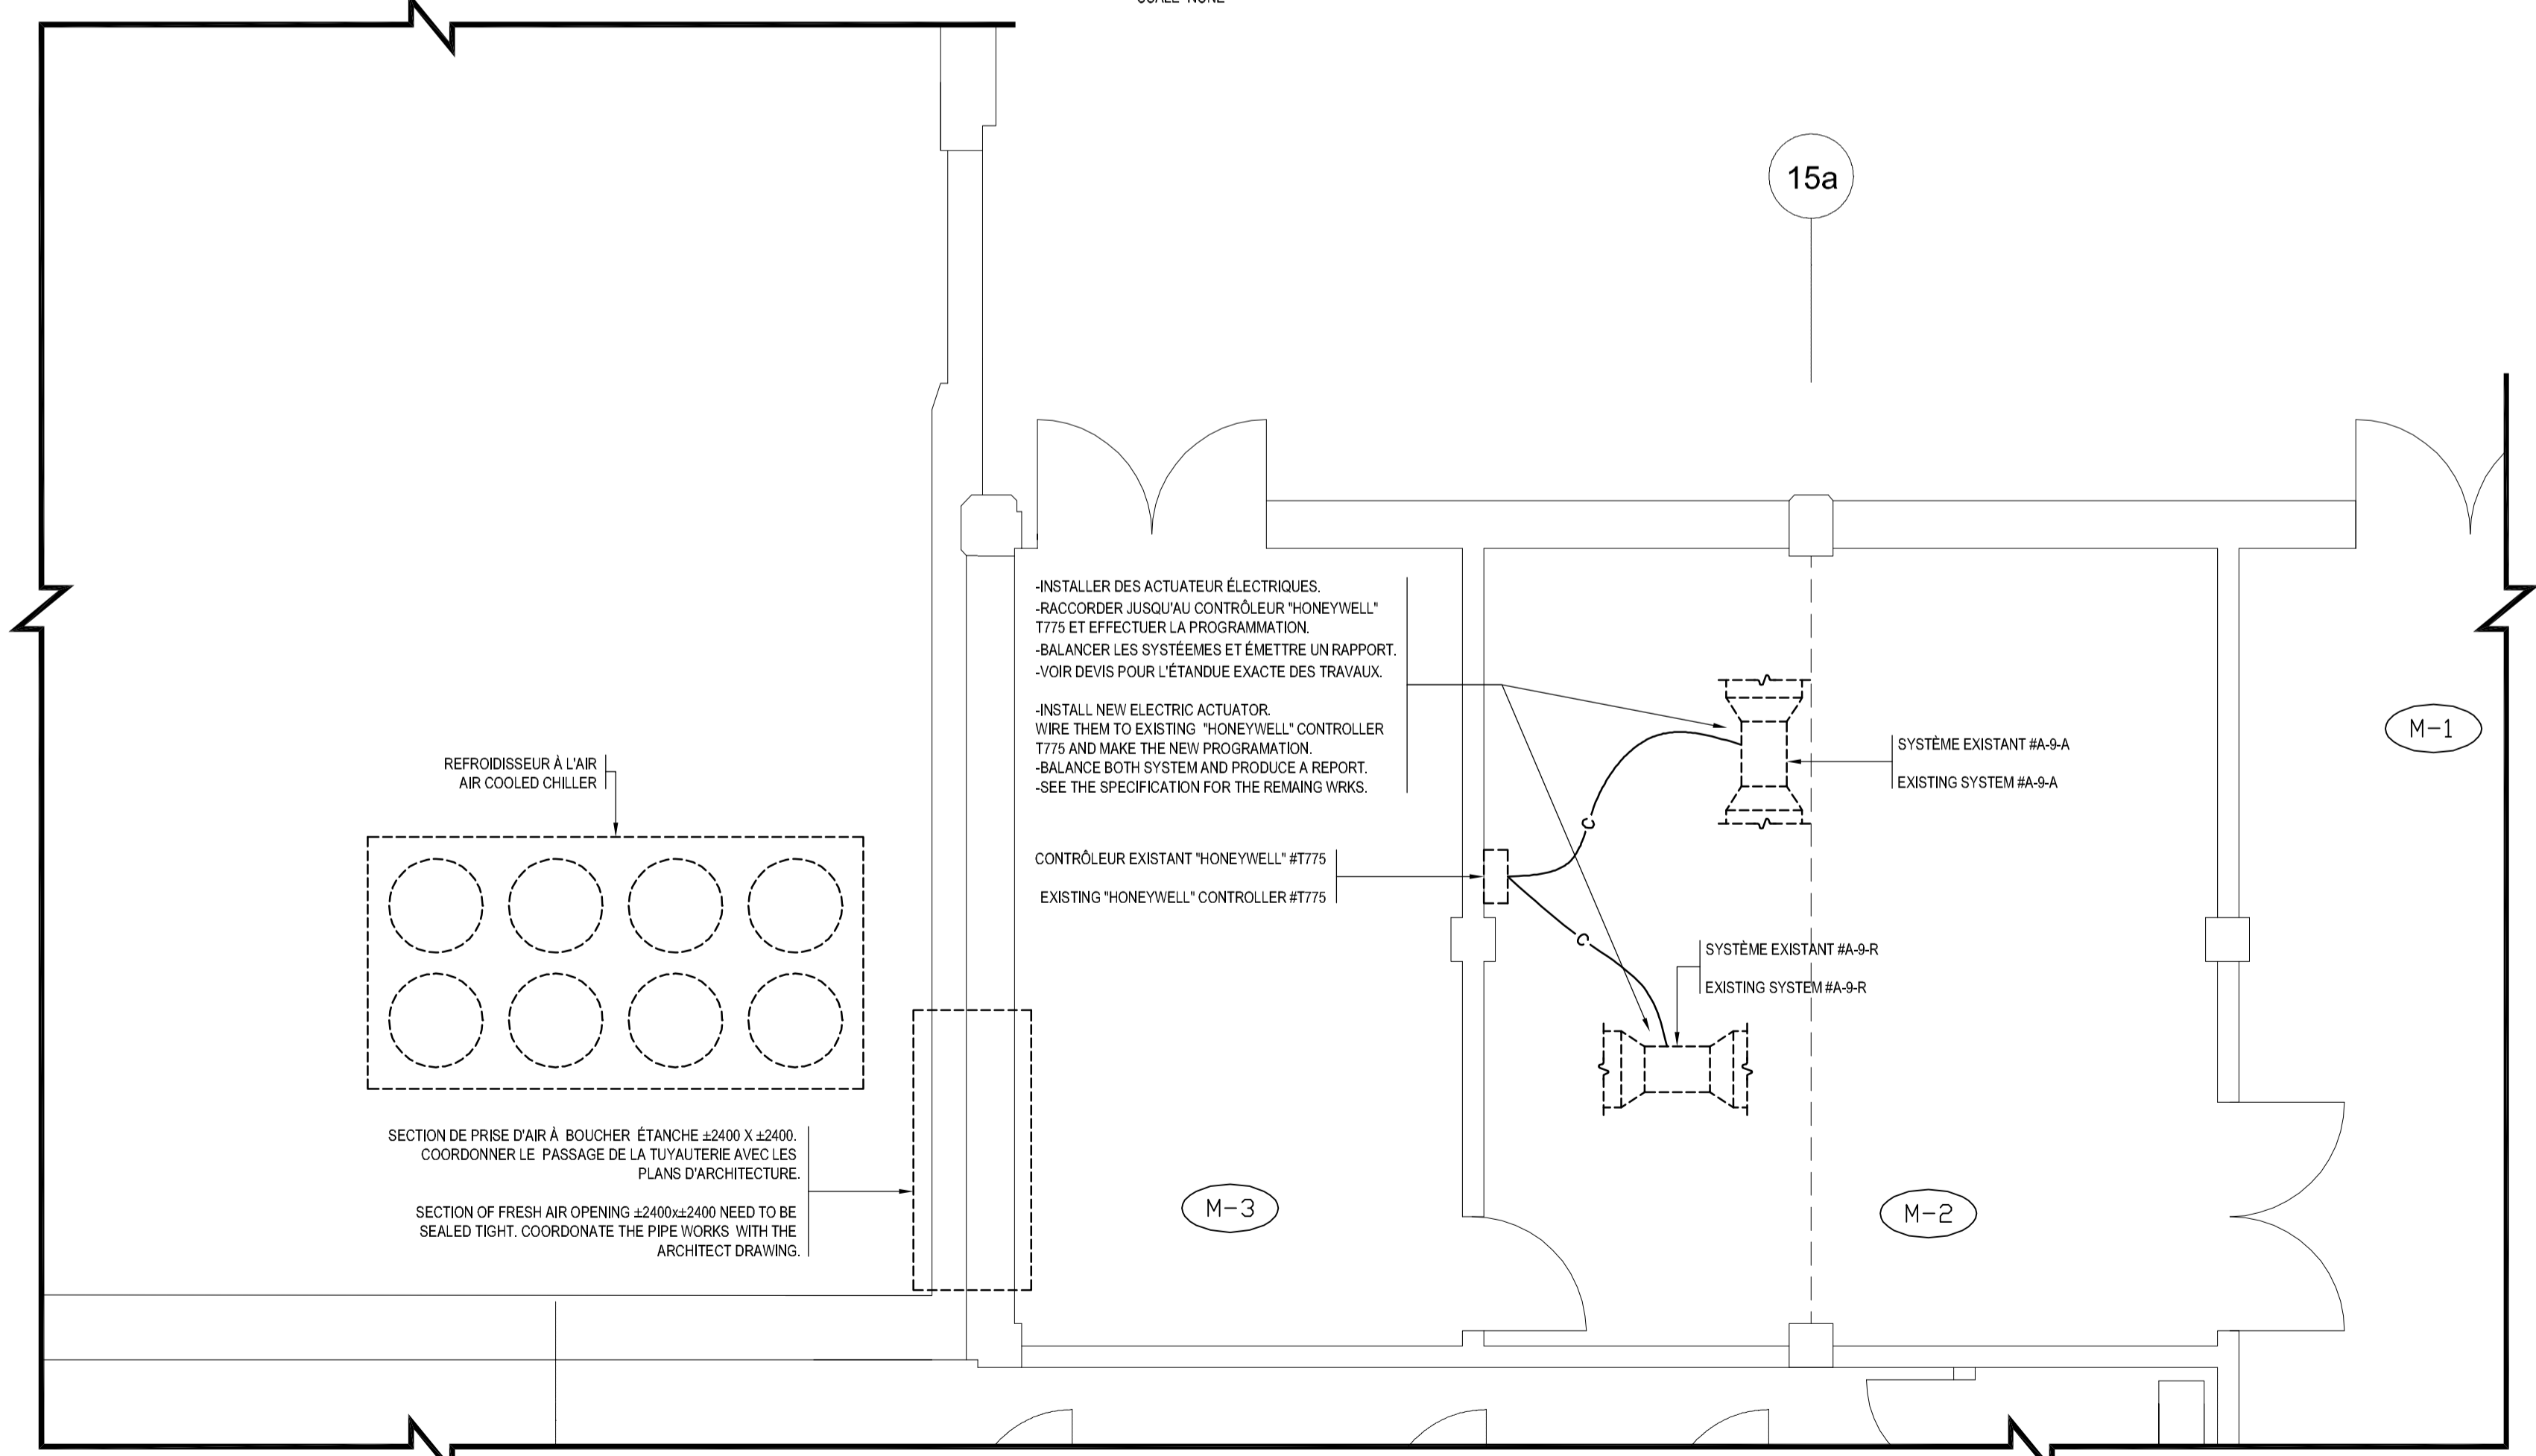 SCALE NONE
15a
-INSTALLER DES ACTUATEUR ÉLECTRIQUES.
-RACCORDER JUSQU'AU CONTRÔLEUR "HONEYWELL"
T775 ET EFFECTUER LA PROGRAMMATION.
-BALANCER LES SYSTÉEMES ET ÉMETTRE UN RAPPORT.
-VOIR DEVIS POUR L'ÉTANDUE EXACTE DES TRAVAUX.
-INSTALL NEW ELECTRIC ACTUATOR.
WIRE THEM TO EXISTING "HONEYWELL" CONTROLLER
T775 AND MAKE THE NEW PROGRAMATION.
-BALANCE BOTH SYSTEM AND PRODUCE A REPORT.
-SEE THE SPECIFICATION FOR THE REMAING WRKS.
M-1
SYSTÈME EXISTANT #A-9-A
EXISTING SYSTEM #A-9-A
REFROIDISSEUR À L'AIR
AIR COOLED CHILLER
C
CONTRÔLEUR EXISTANT "HONEYWELL" #T775
EXISTING "HONEYWELL" CONTROLLER #T775
C
SYSTÈME EXISTANT #A-9-R
EXISTING SYSTEM #A-9-R
SECTION DE PRISE D'AIR À BOUCHER ÉTANCHE ±2400 X ±2400.
COORDONNER LE PASSAGE DE LA TUYAUTERIE AVEC LES
PLANS D'ARCHITECTURE.
SECTION OF FRESH AIR OPENING ±2400x±2400 NEED TO BE
SEALED TIGHT. COORDONATE THE PIPE WORKS WITH THE
ARCHITECT DRAWING.
M-3
M-2